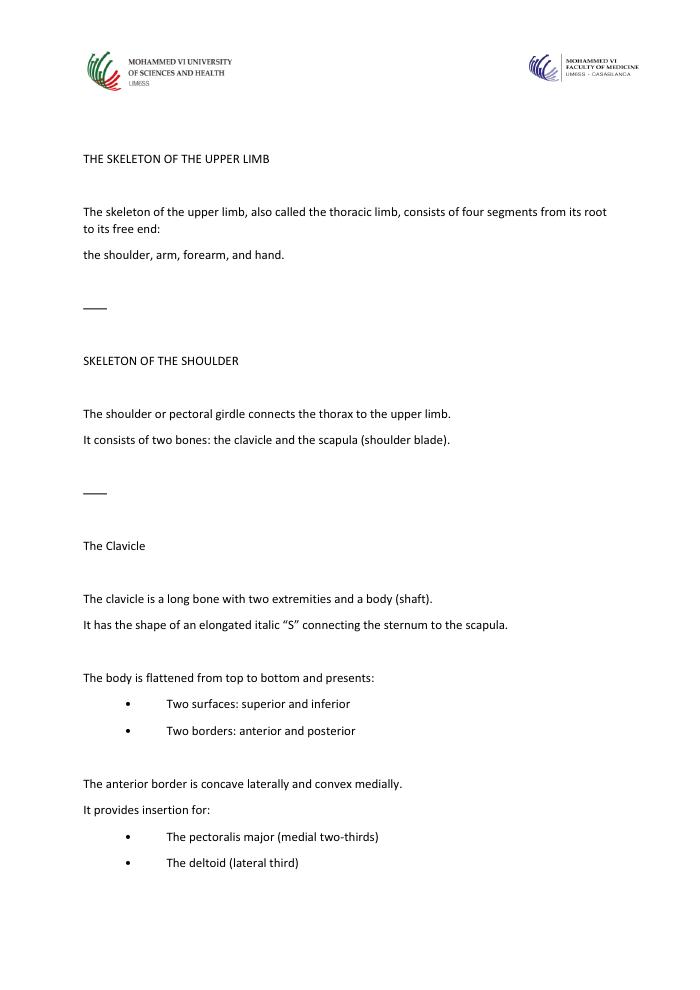 MOHAMMED VI UNIVERSITY
OF SCIENCES AND HEALTH
UM6SS
MOHAMMED VI
FACULTY OF MEDICINE
UM6SS - CASABLANCA
THE SKELETON OF THE UPPER LIMB
The skeleton of the upper limb, also called the thoracic limb, consists of four segments from its root
to its free end:
the shoulder, arm, forearm, and hand.
SKELETON OF THE SHOULDER
The shoulder or pectoral girdle connects the thorax to the upper limb.
It consists of two bones: the clavicle and the scapula (shoulder blade).
The Clavicle
The clavicle is a long bone with two extremities and a body (shaft).
It has the shape of an elongated italic “S” connecting the sternum to the scapula.
The body is flattened from top to bottom and presents:
• Two surfaces: superior and inferior
• Two borders: anterior and posterior
The anterior border is concave laterally and convex medially.
It provides insertion for:
• The pectoralis major (medial two-thirds)
• The deltoid (lateral third)